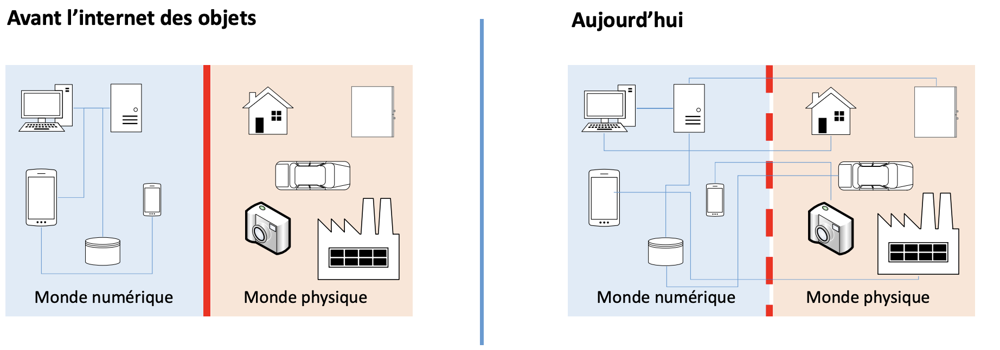 Avant l’internet des objets
Aujourd’hui
Monde numérique
Monde physique
Monde numérique
Monde physique